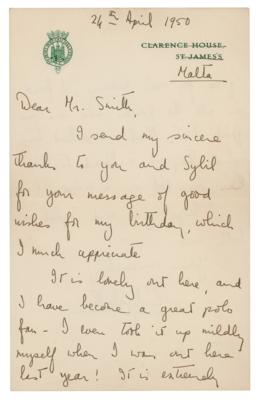 24th April 1950
CLARENCE HOUSE.
ST JAMES'S
Malta
Dear Mr. Smith,
I send my sincere
thanks to you and Sybil
for your message of good
wishes for my birthday, which
I much appreciate
It is lovely out here, and
I have become a great polo
fan - I even took it up mildly
myself when I was out here
last year! It is extremely